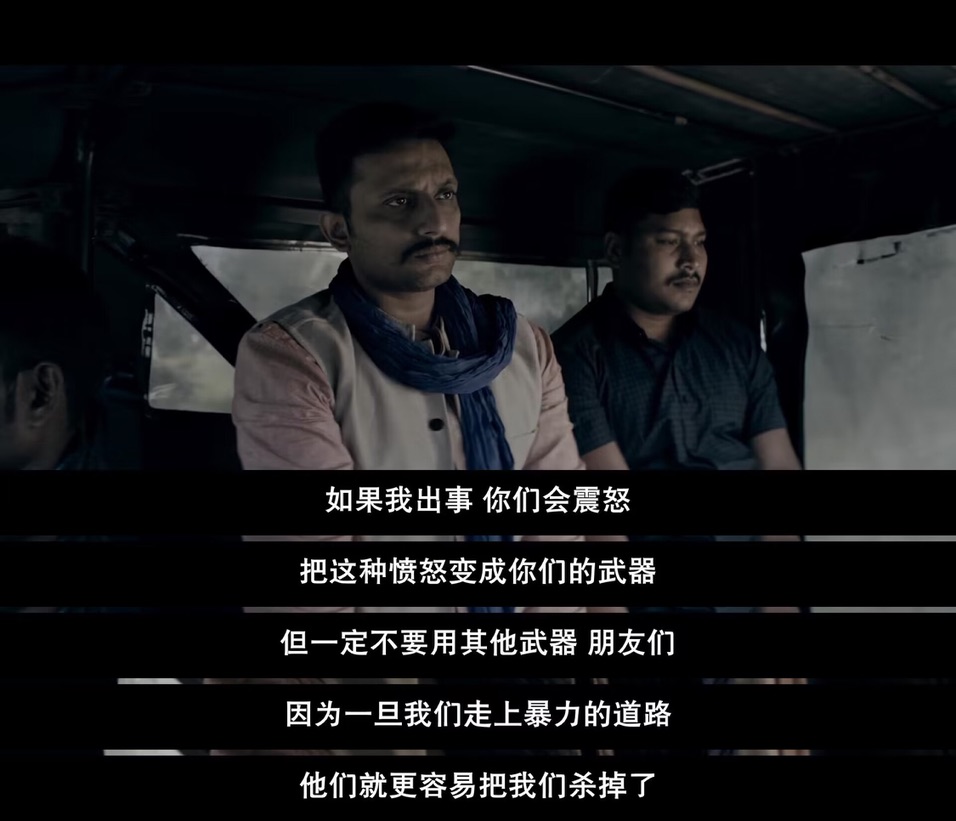 如果我出事 你们会震怒
把这种愤怒变成你们的武器
但一定不要用其他武器 朋友们
因为一旦我们走上暴力的道路
他们就更容易把我们杀掉了